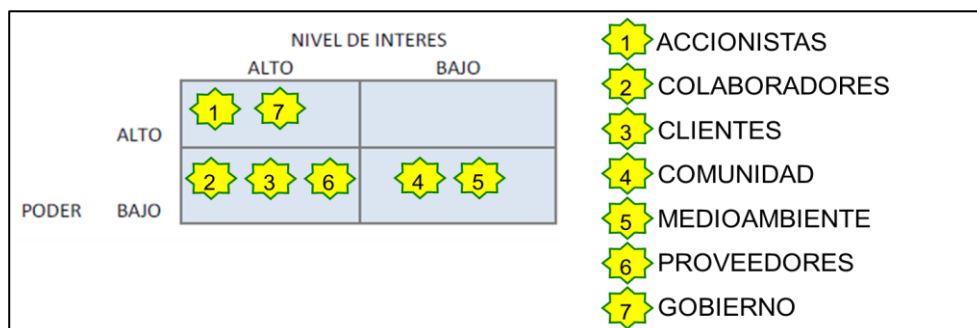 NIVEL DE INTERES
ALTO BAJO
ALTO
1 7
PODER BAJO
2 3 6 4 5
1 ACCIONISTAS
2 COLABORADORES
3 CLIENTES
4 COMUNIDAD
5 MEDIOAMBIENTE
6 PROVEEDORES
7 GOBIERNO